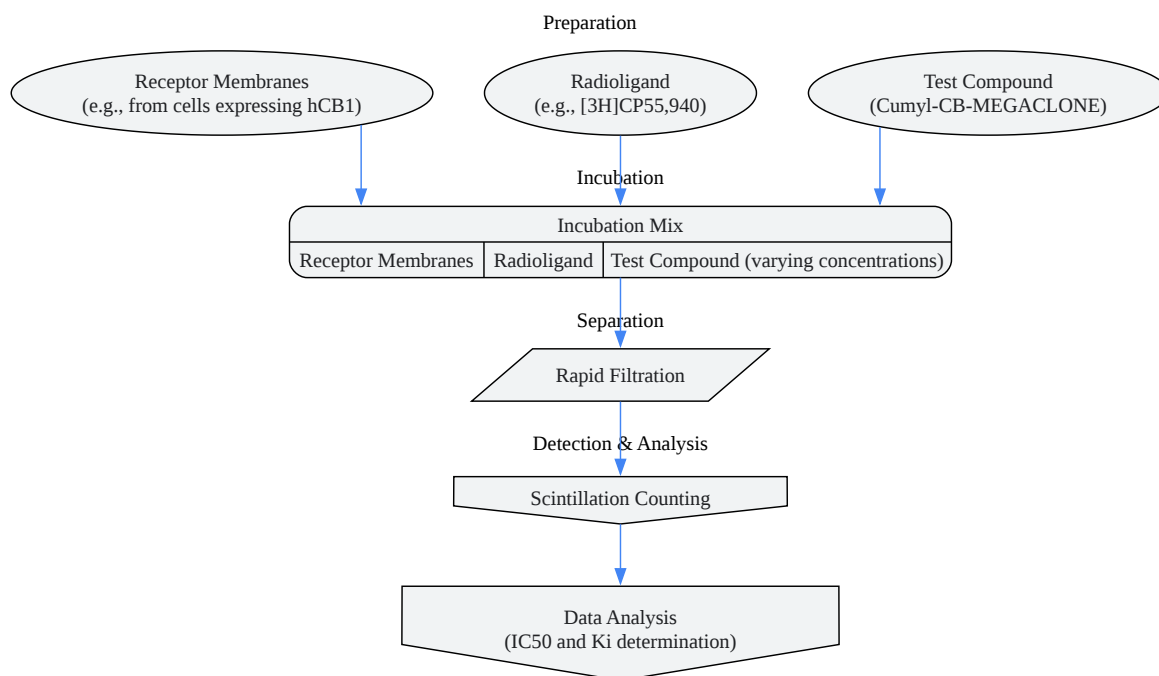 Preparation
Receptor Membranes
(e.g., from cells expressing hCB1)
Radioligand
(e.g., [3H]CP55,940)
Test Compound
(Cumyl-CB-MEGACLONE)
Incubation
Incubation Mix
Receptor Membranes
Radioligand
Test Compound (varying concentrations)
Separation
Rapid Filtration
Detection & Analysis
Scintillation Counting
Data Analysis
(IC50 and Ki determination)